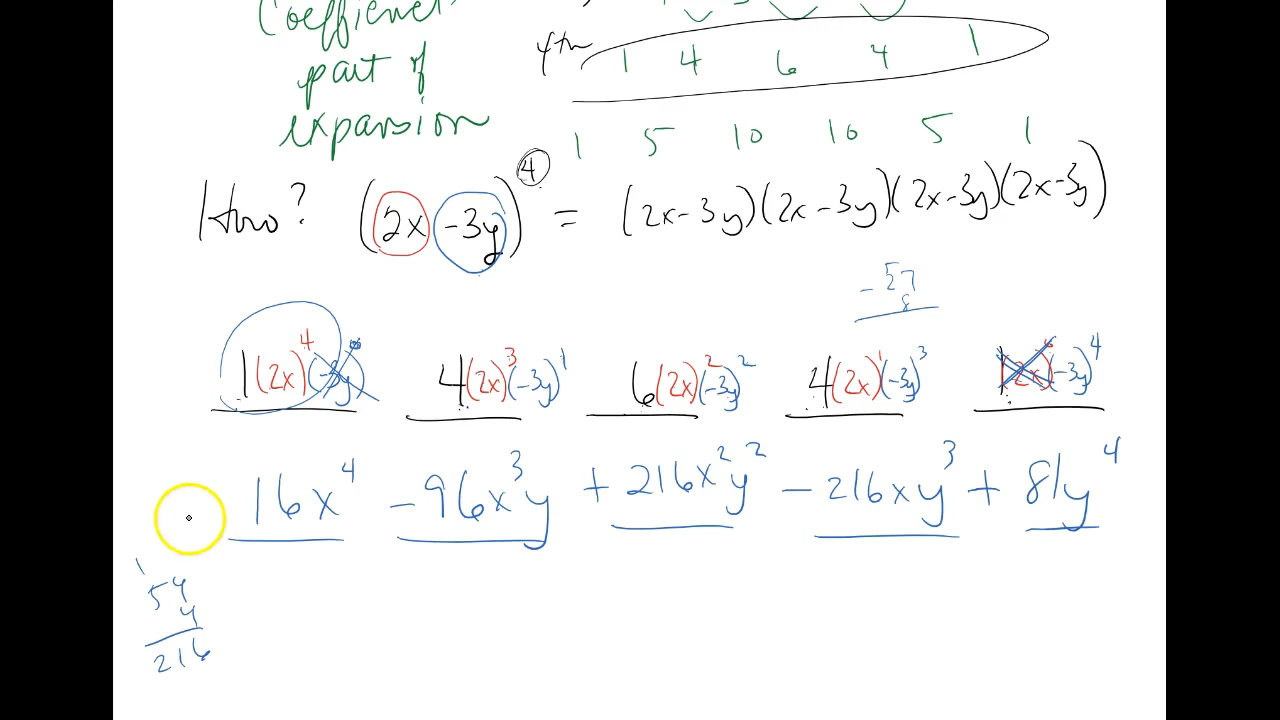 Coefficient
part of
expansion
4th 1 4 6 4 1
1 5 10 10 5 1
How? (2x -3y)^4 = (2x-3y)(2x-3y)(2x-3y)(2x-3y)
-27
8
1(2x)^4(-3y)^0 4(2x)^3(-3y)^1 6(2x)^2(-3y)^2 4(2x)^1(-3y)^3 1(2x)^0(-3y)^4
16x^4 -96x^3y +216x^2y^2 -216xy^3 +81y^4
1
54
4
216